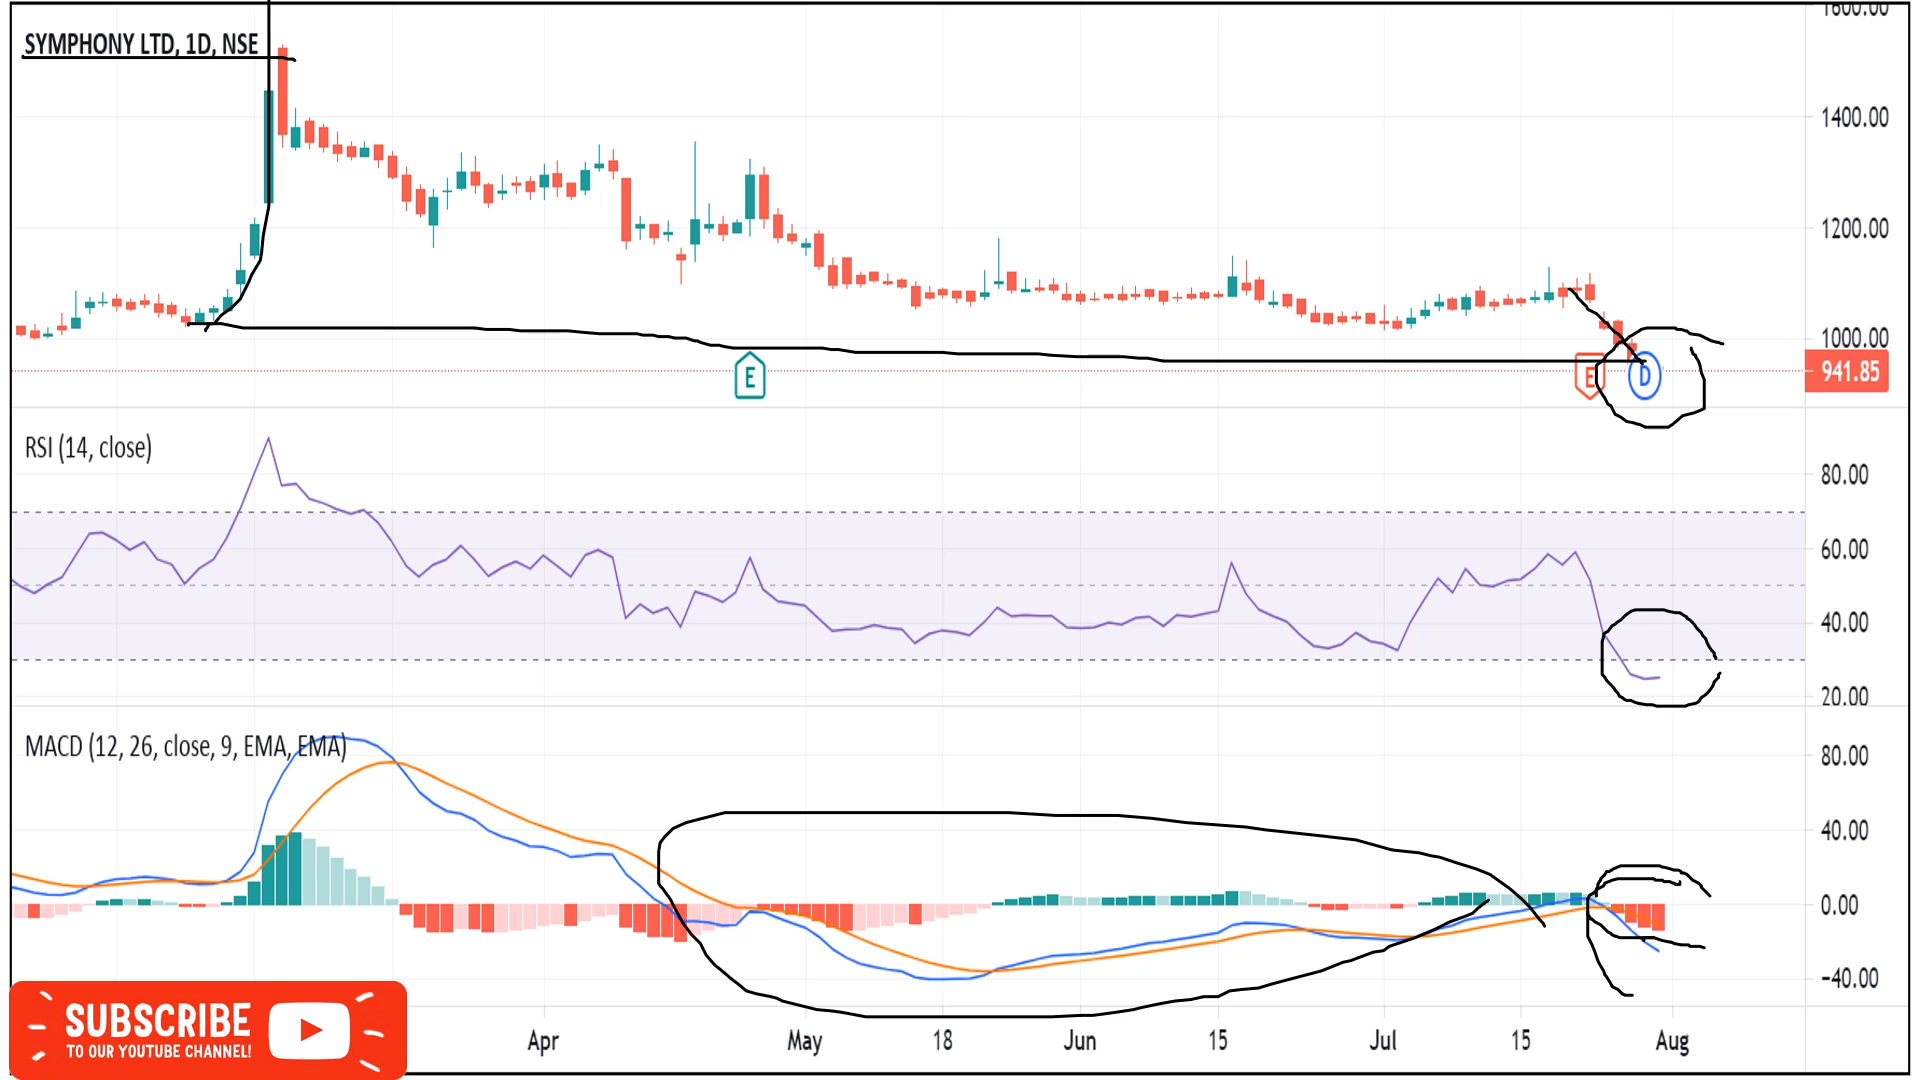 1600.00
SYMPHONY LTD, 1D, NSE
1400.00
1200.00
1000.00
E
E
D
941.85
RSI (14, close)
80.00
60.00
40.00
20.00
MACD (12, 26, close, 9, EMA, EMA)
80.00
40.00
0.00
−40.00
SUBSCRIBE
TO OUR YOUTUBE CHANNEL!
Apr
May
18
Jun
15
Jul
15
Aug